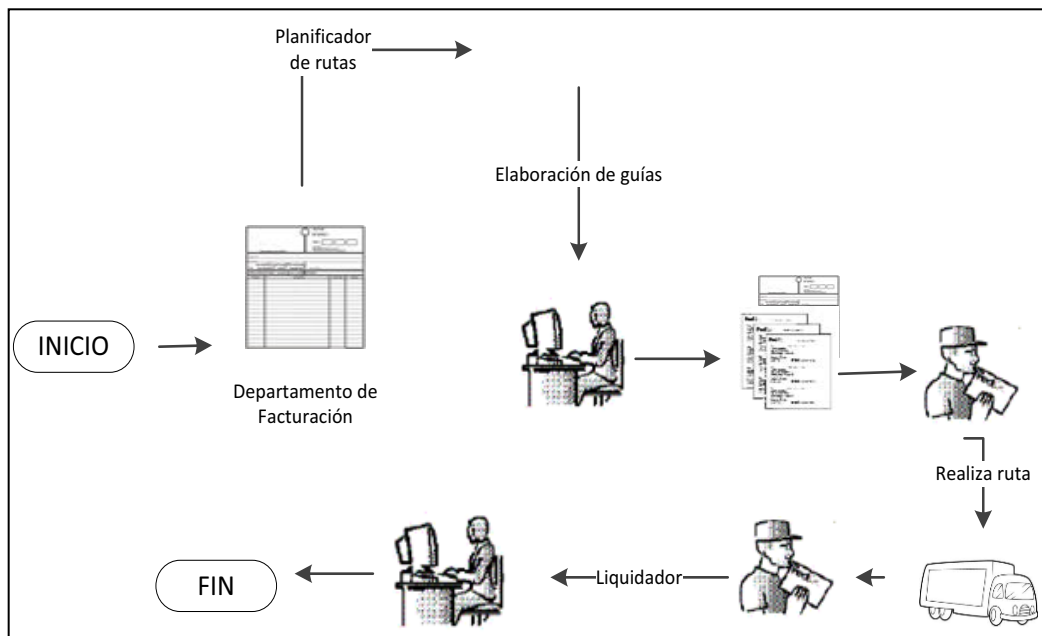 Planificador
de rutas
Elaboración de guías
INICIO
Departamento de
Facturación
Realiza ruta
Liquidador
FIN